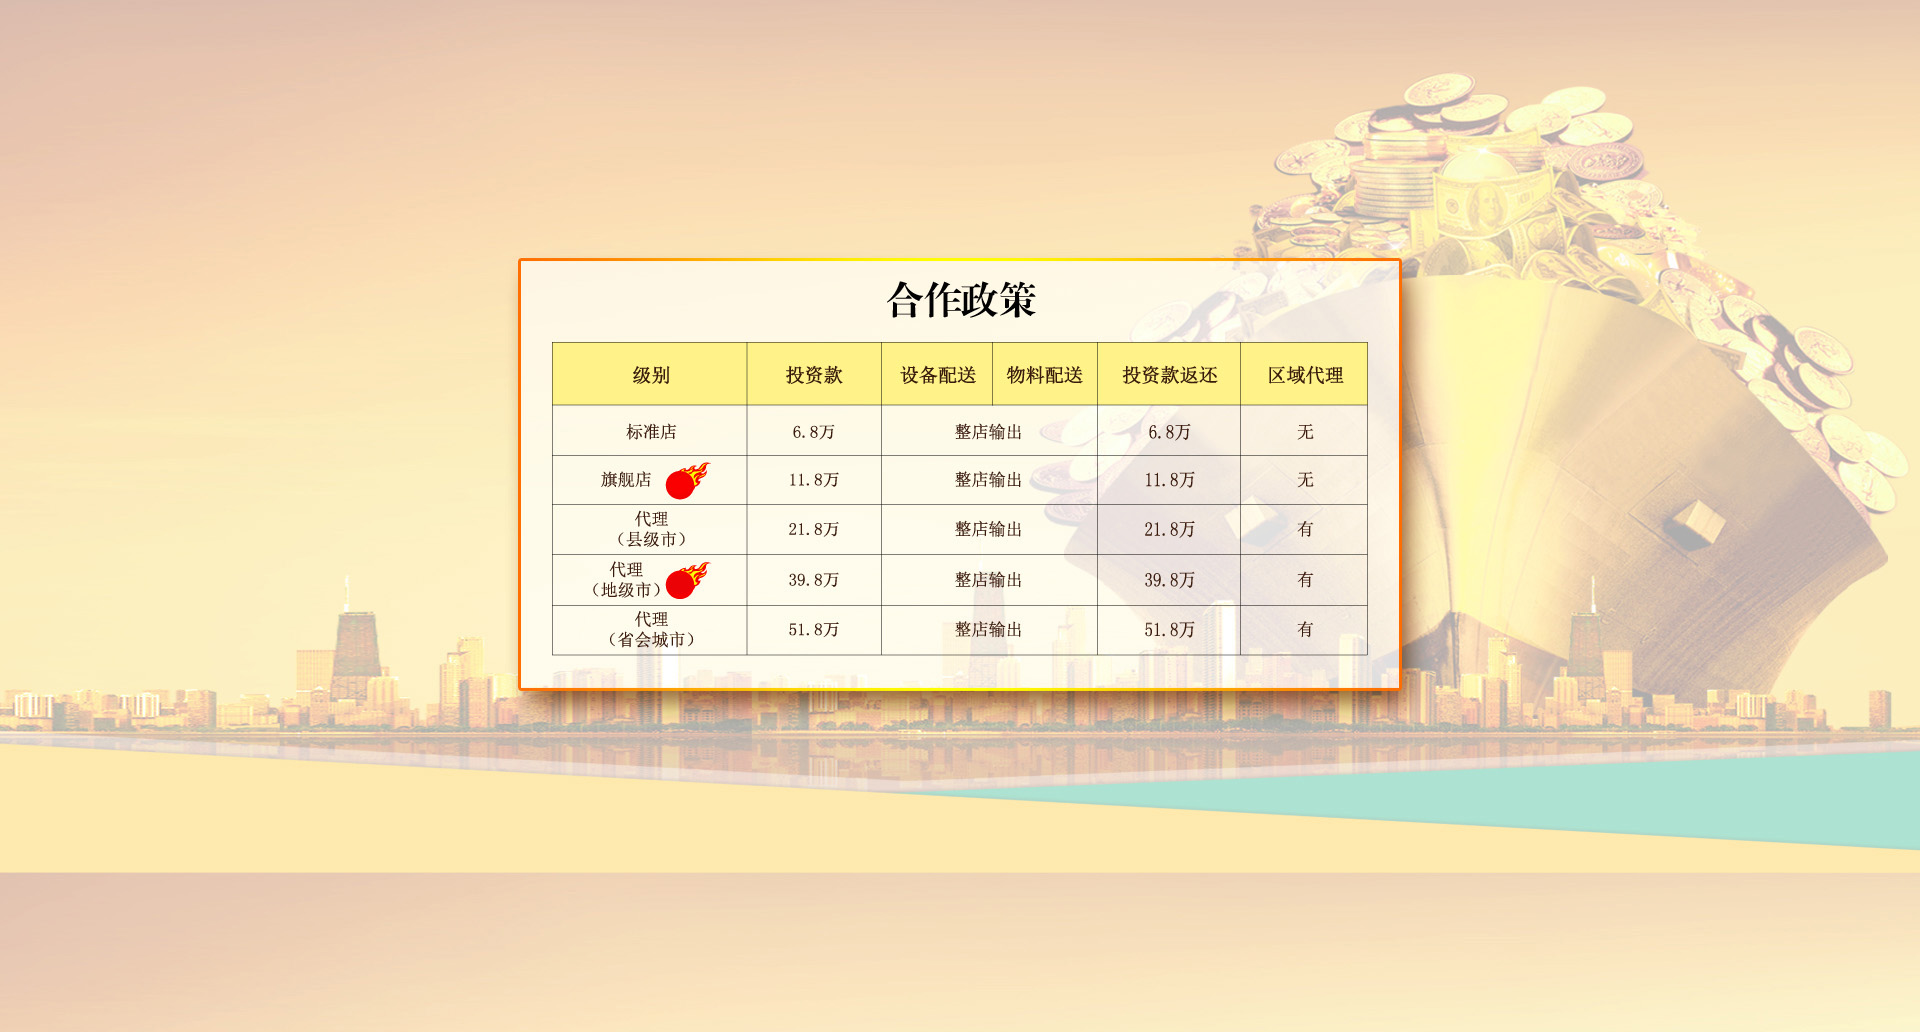 合作政策
级别 投资款 设备配送 物料配送 投资款返还 区域代理
标准店 6.8万 整店输出 6.8万 无
旗舰店 11.8万 整店输出 11.8万 无
代理
（县级市） 21.8万 整店输出 21.8万 有
代理
（地级市） 39.8万 整店输出 39.8万 有
代理
（省会城市） 51.8万 整店输出 51.8万 有